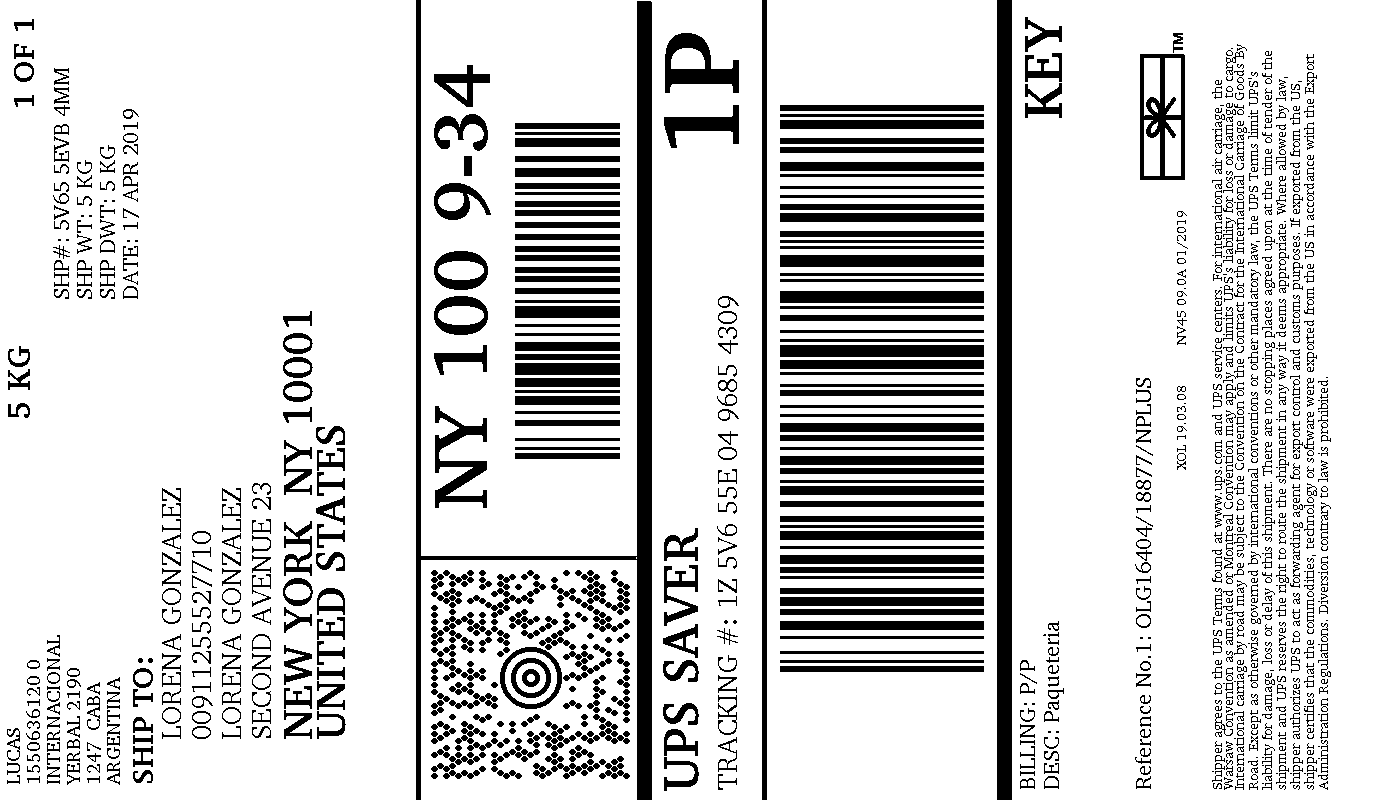 LUCAS
1550636120 0
INTERNACIONAL
YERBAL 2190
1247 CABA
ARGENTINA
5 KG
1 OF 1
SHP#: 5V65 5EVB 4MM
SHP WT: 5 KG
SHP DWT: 5 KG
DATE: 17 APR 2019
SHIP TO:
LORENA GONZALEZ
0091125552771​0
LORENA GONZALEZ
SECOND AVENUE 23
NEW YORK NY 10001
UNITED STATES
NY 100 9-34
UPS SAVER
1P
TRACKING #: 1Z 5V6 55E 04 9685 4309
BILLING: P/P
DESC: Paqueteria
KEY
Reference No.1: OLG16404/18877/NPLUS
XOL 19.03.08 NV45 09.0A 01/2019
TM
Shipper agrees to the UPS Terms found at www.ups.com and UPS service centers. For international air carriage, the
Warsaw Convention as amended or Montreal Convention may apply and limits UPS's liability for loss or damage to cargo.
International carriage by road may be subject to the Convention on the Contract for the International Carriage of Goods By
Road. Except as otherwise governed by international conventions or other mandatory law, the UPS Terms limit UPS's
liability for damage, loss or delay of this shipment. There are no stopping places agreed upon at the time of tender of the
shipment and UPS reserves the right to route the shipment in any way it deems appropriate. Where allowed by law,
shipper authorizes UPS to act as forwarding agent for export control and customs purposes. If exported from the US,
shipper certifies that the commodities, technology or software were exported from the US in accordance with the Export
Administration Regulations. Diversion contrary to law is prohibited.